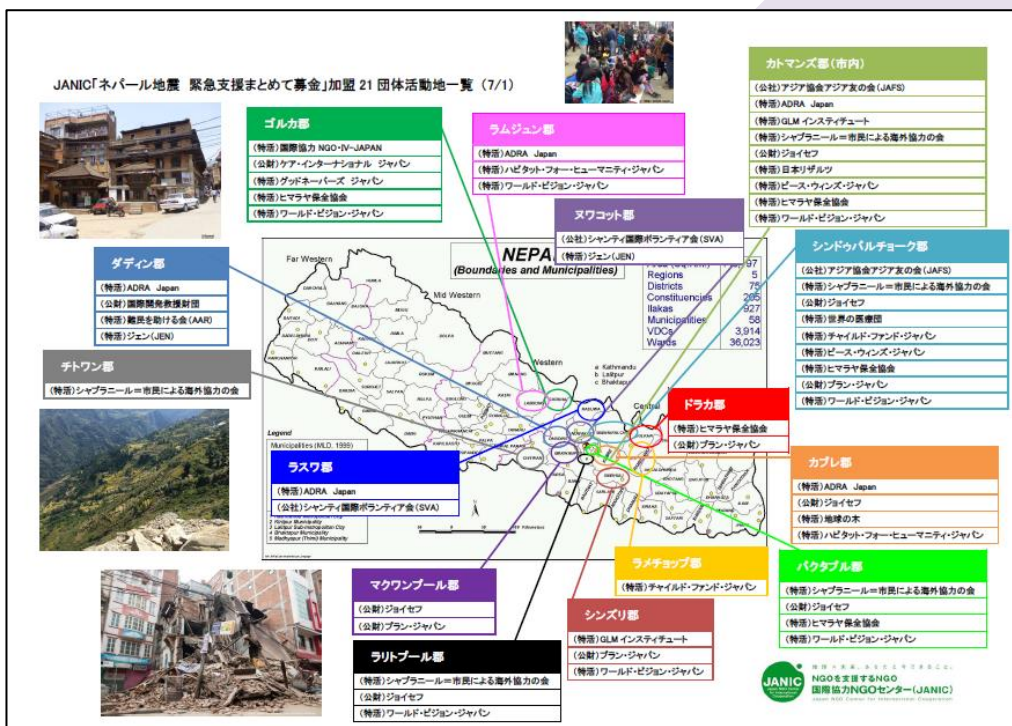 JANIC「ネパール地震 緊急支援まとめて募金」加盟 21 団体活動地一覧 (7/1)
ゴルカ郡
(特活)国際協力 NGO・IV-JAPAN
(公財)ケア・インターナショナル ジャパン
(特活)グッドネーバーズ ジャパン
(特活)ヒマラヤ保全協会
(特活)ワールド・ビジョン・ジャパン
ラムジュン郡
(特活)ADRA Japan
(特活)ハビタット・フォー・ヒューマニティ・ジャパン
(特活)ワールド・ビジョン・ジャパン
カトマンズ郡(市内)
(公社)アジア協会アジア友の会(JAFS)
(特活)ADRA Japan
(特活)GLM インスティチュート
(特活)シャプラニール=市民による海外協力の会
(公財)ジョイセフ
(特活)日本リザルツ
(特活)ピース・ウィンズ・ジャパン
(特活)ヒマラヤ保全協会
(特活)ワールド・ビジョン・ジャパン
ヌワコット郡
(公社)シャンティ国際ボランティア会(SVA)
(特活)ジェン(JEN)
シンドゥパルチョーク郡
(公社)アジア協会アジア友の会(JAFS)
(特活)シャプラニール=市民による海外協力の会
(公財)ジョイセフ
(特活)世界の医療団
(特活)チャイルド・ファンド・ジャパン
(特活)ピース・ウィンズ・ジャパン
(特活)ヒマラヤ保全協会
(公財)プラン・ジャパン
(特活)ワールド・ビジョン・ジャパン
ダディン郡
(特活)ADRA Japan
(公財)国際開発救援財団
(特活)難民を助ける会(AAR)
(特活)ジェン(JEN)
チトワン郡
(特活)シャプラニール=市民による海外協力の会
(Boundaries and Municipalities)
Regions 5
Districts 75
Constituencies 205
Ilakas 927
Municipalities 58
VDCs 3,914
Wards 36,023
Far Western
Mid Western
Western
Central
a Kathmandu
b Lalitpur
c Bhaktapur
Legend
Municipalities (MLD, 1999)
ドラカ郡
(特活)ヒマラヤ保全協会
(公財)プラン・ジャパン
ラスワ郡
(特活)ADRA Japan
(公社)シャンティ国際ボランティア会(SVA)
カブレ郡
(特活)ADRA Japan
(公財)ジョイセフ
(特活)地球の木
(特活)ハビタット・フォー・ヒューマニティ・ジャパン
ラメチョップ郡
(特活)チャイルド・ファンド・ジャパン
バクタプル郡
(特活)シャプラニール=市民による海外協力の会
(公財)ジョイセフ
(特活)ヒマラヤ保全協会
(特活)ワールド・ビジョン・ジャパン
マクワンプール郡
(公財)ジョイセフ
(公財)プラン・ジャパン
シンズリ郡
(特活)GLM インスティチュート
(公財)プラン・ジャパン
(特活)ワールド・ビジョン・ジャパン
ラリトプール郡
(特活)シャプラニール=市民による海外協力の会
(公財)ジョイセフ
(特活)ワールド・ビジョン・ジャパン
JANIC
NGOを支援するNGO
国際協力NGOセンター(JANIC)
Japan NGO Center for International Cooperation